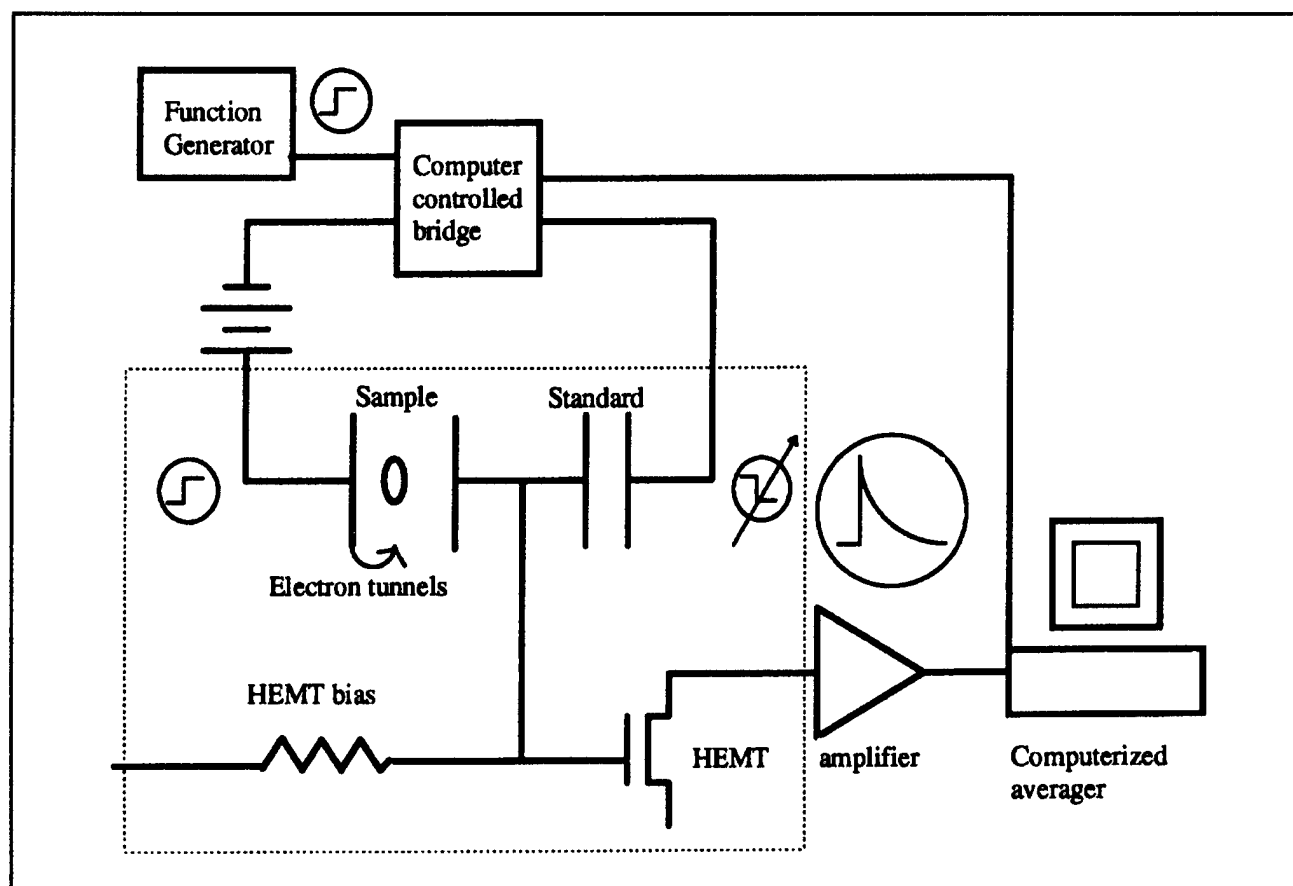 Function
Generator
Computer
controlled
bridge
Sample
Standard
Electron tunnels
HEMT bias
HEMT
amplifier
Computerized
averager